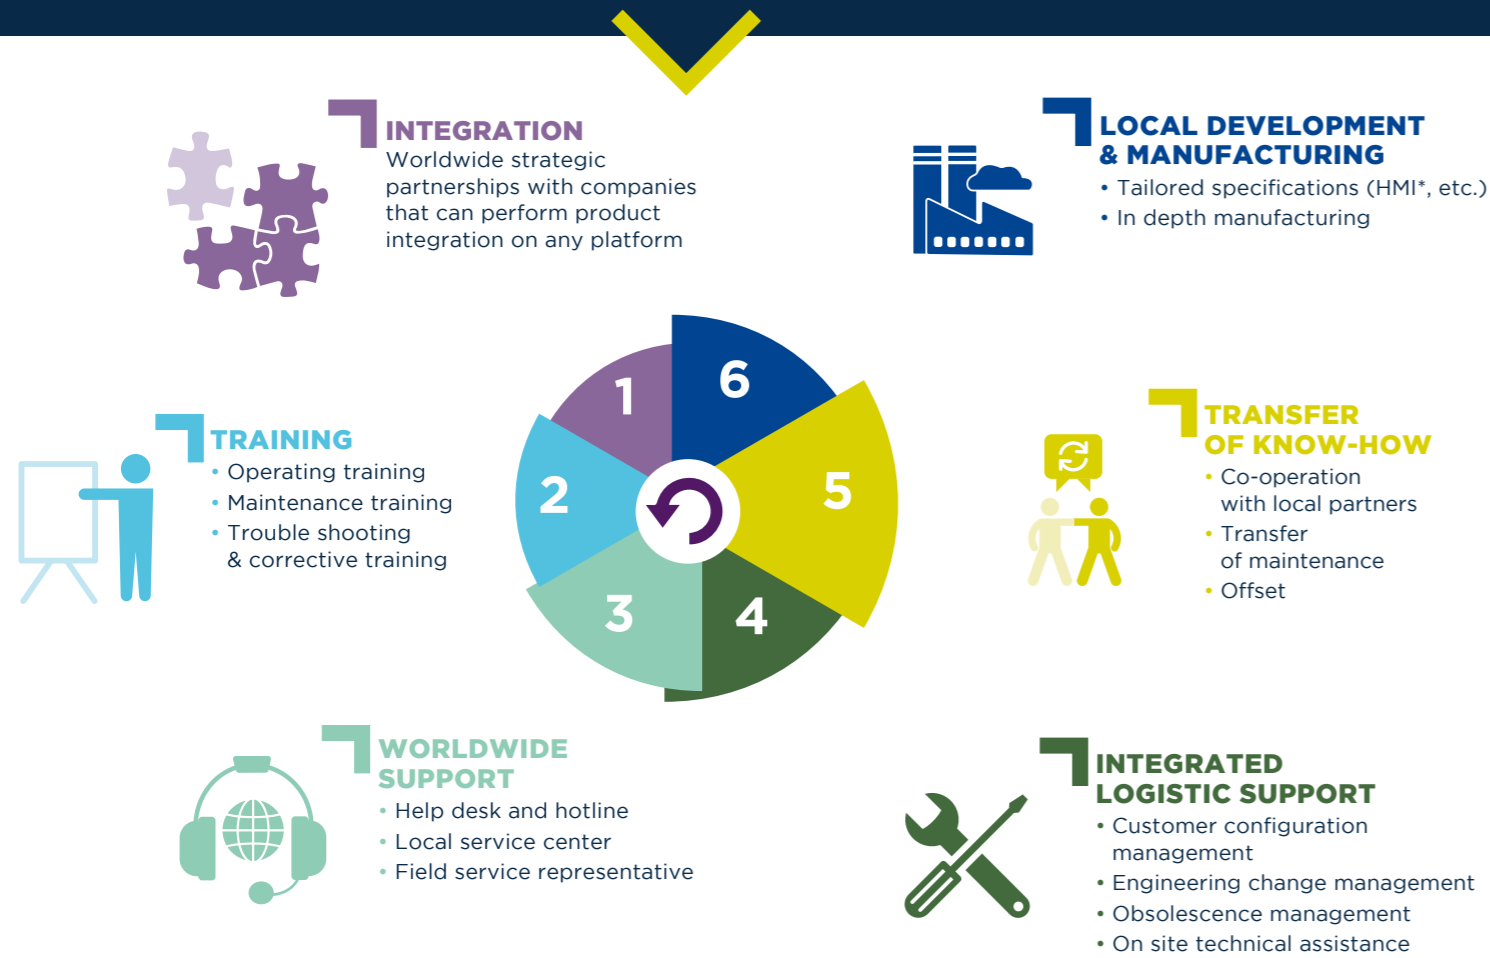 INTEGRATION
Worldwide strategic
partnerships with companies
that can perform product
integration on any platform
LOCAL DEVELOPMENT
& MANUFACTURING
• Tailored specifications (HMI*, etc.)
• In depth manufacturing
1
6
2
5
3
4
TRAINING
• Operating training
• Maintenance training
• Trouble shooting
& corrective training
TRANSFER
OF KNOW-HOW
• Co-operation
with local partners
• Transfer
of maintenance
• Offset
WORLDWIDE
SUPPORT
• Help desk and hotline
• Local service center
• Field service representative
INTEGRATED
LOGISTIC SUPPORT
• Customer configuration
management
• Engineering change management
• Obsolescence management
• On site technical assistance